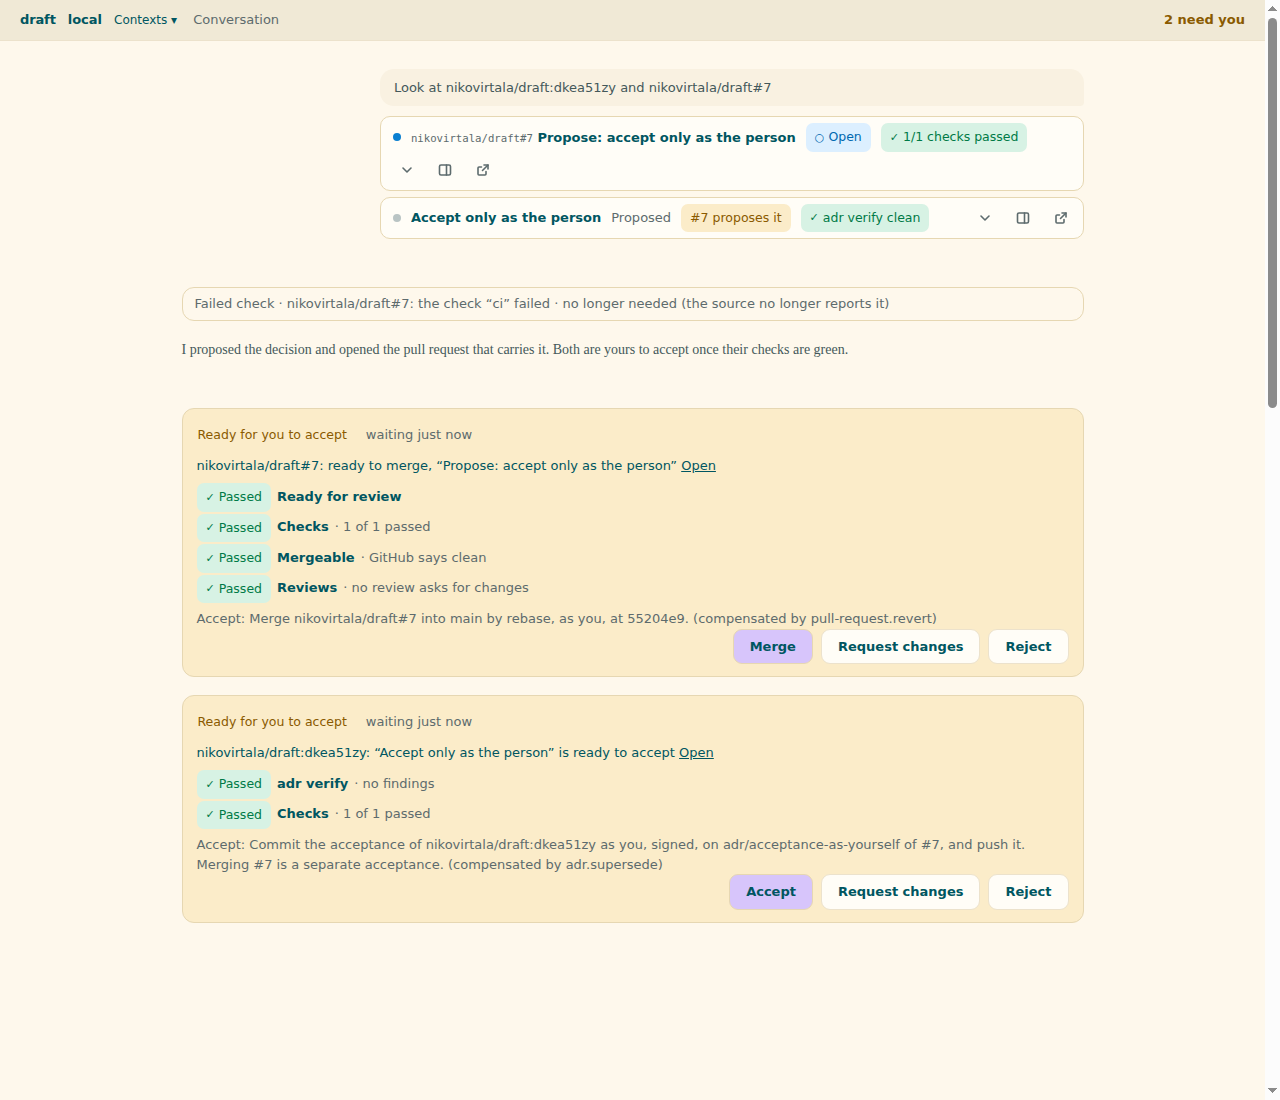 draft local Contexts ▾ Conversation 2 need you
Look at nikovirtala/draft:dkea51zy and nikovirtala/draft#7
nikovirtala/draft#7 Propose: accept only as the person ○ Open ✓ 1/1 checks passed
Accept only as the person Proposed #7 proposes it ✓ adr verify clean
Failed check · nikovirtala/draft#7: the check “ci” failed · no longer needed (the source no longer reports it)
I proposed the decision and opened the pull request that carries it. Both are yours to accept once their checks are green.
Ready for you to accept waiting just now
nikovirtala/draft#7: ready to merge, “Propose: accept only as the person” Open
✓ Passed Ready for review
✓ Passed Checks · 1 of 1 passed
✓ Passed Mergeable · GitHub says clean
✓ Passed Reviews · no review asks for changes
Accept: Merge nikovirtala/draft#7 into main by rebase, as you, at 55204e9. (compensated by pull-request.revert)
Merge Request changes Reject
Ready for you to accept waiting just now
nikovirtala/draft:dkea51zy: “Accept only as the person” is ready to accept Open
✓ Passed adr verify · no findings
✓ Passed Checks · 1 of 1 passed
Accept: Commit the acceptance of nikovirtala/draft:dkea51zy as you, signed, on adr/acceptance-as-yourself of #7, and push it.
Merging #7 is a separate acceptance. (compensated by adr.supersede)
Accept Request changes Reject